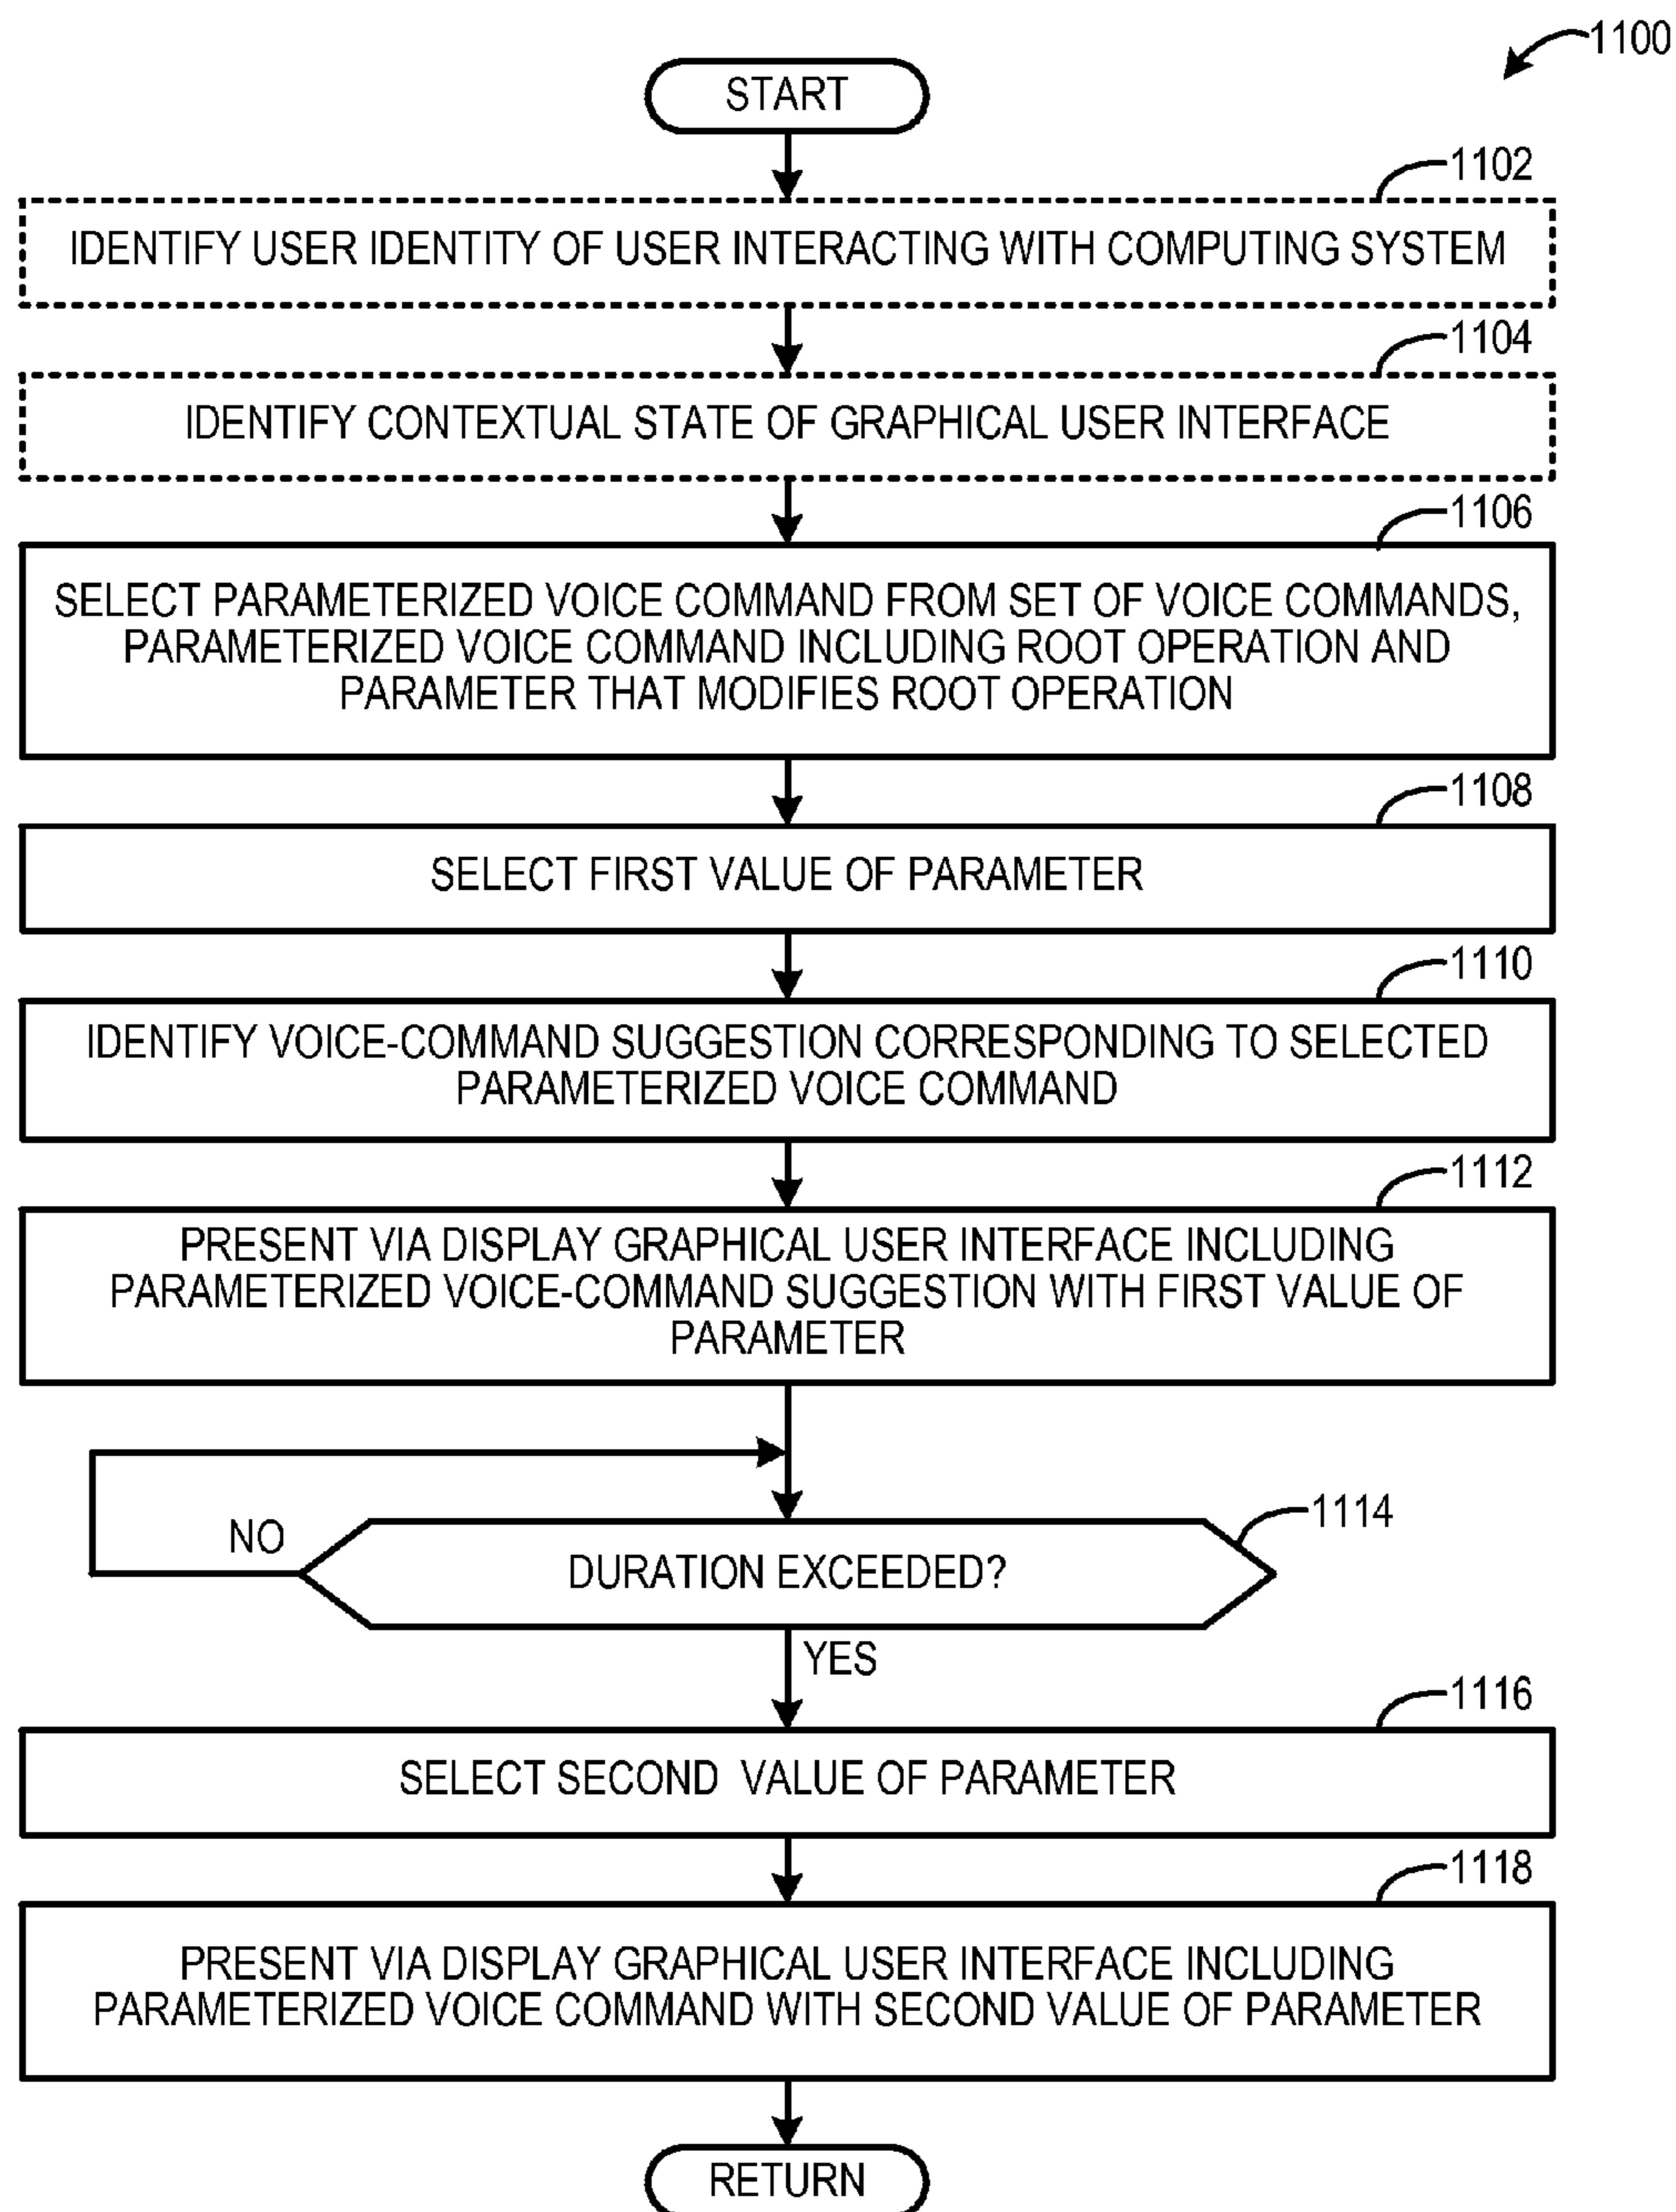 1100
START
1102
IDENTIFY USER IDENTITY OF USER INTERACTING WITH COMPUTING SYSTEM
1104
IDENTIFY CONTEXTUAL STATE OF GRAPHICAL USER INTERFACE
1106
SELECT PARAMETERIZED VOICE COMMAND FROM SET OF VOICE COMMANDS,
PARAMETERIZED VOICE COMMAND INCLUDING ROOT OPERATION AND
PARAMETER THAT MODIFIES ROOT OPERATION
1108
SELECT FIRST VALUE OF PARAMETER
1110
IDENTIFY VOICE-COMMAND SUGGESTION CORRESPONDING TO SELECTED
PARAMETERIZED VOICE COMMAND
1112
PRESENT VIA DISPLAY GRAPHICAL USER INTERFACE INCLUDING
PARAMETERIZED VOICE-COMMAND SUGGESTION WITH FIRST VALUE OF
PARAMETER
1114
NO
DURATION EXCEEDED?
YES
1116
SELECT SECOND VALUE OF PARAMETER
1118
PRESENT VIA DISPLAY GRAPHICAL USER INTERFACE INCLUDING
PARAMETERIZED VOICE COMMAND WITH SECOND VALUE OF PARAMETER
RETURN